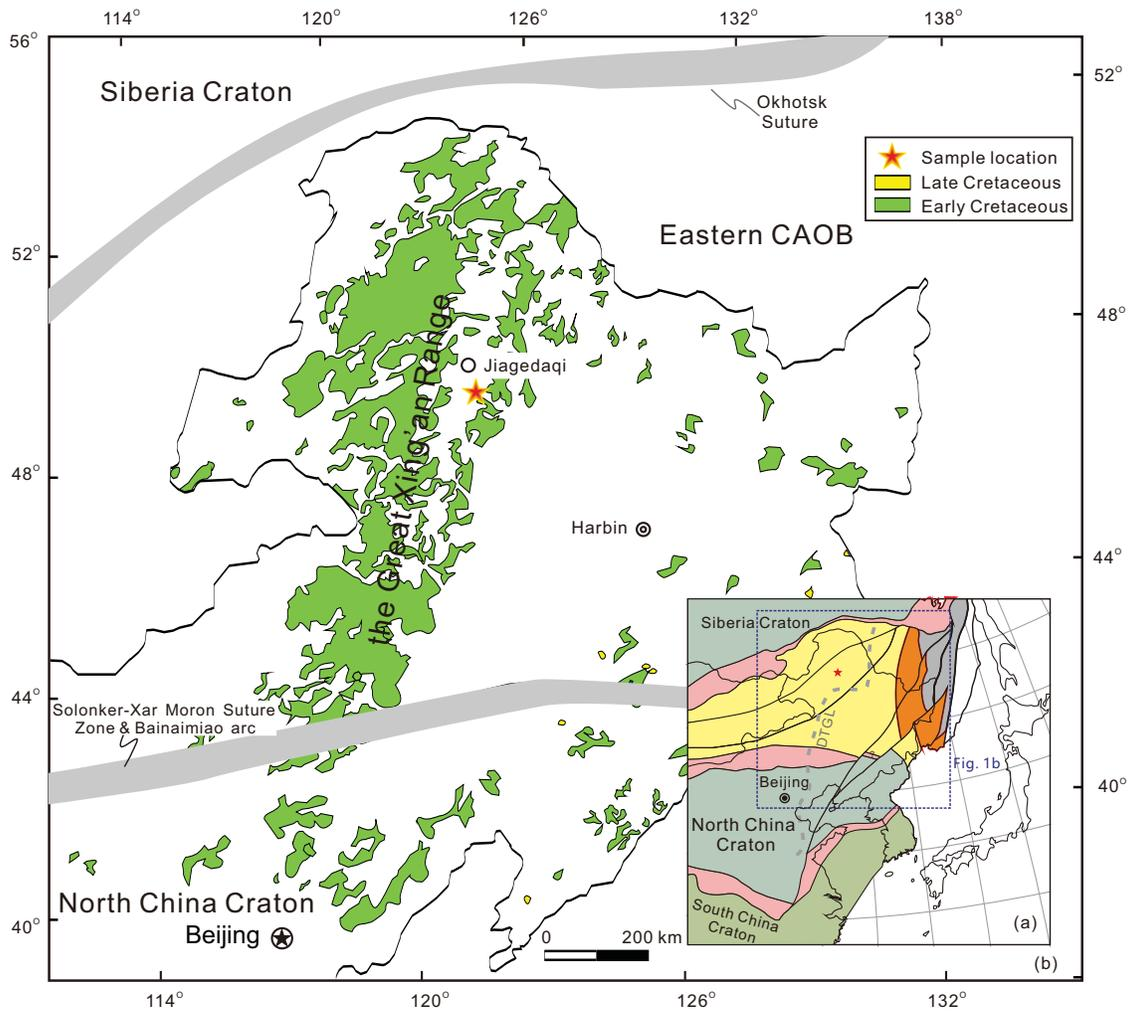 114° 120° 126° 132° 138°
56°
52°
Siberia Craton
Okhotsk
Suture
Sample location
Late Cretaceous
Early Cretaceous
Eastern CAOB
52°
48°
the Great Xing'an Range
Jiagedaqi
48°
Harbin
44°
44°
Solonker-Xar Moron Suture
Zone & Bainaimiao arc
40°
North China Craton
Beijing
40°
0 200 km
Siberia Craton
DTGL
Fig. 1b
Beijing
North China
Craton
South China
Craton
(a)
(b)
114° 120° 126° 132°